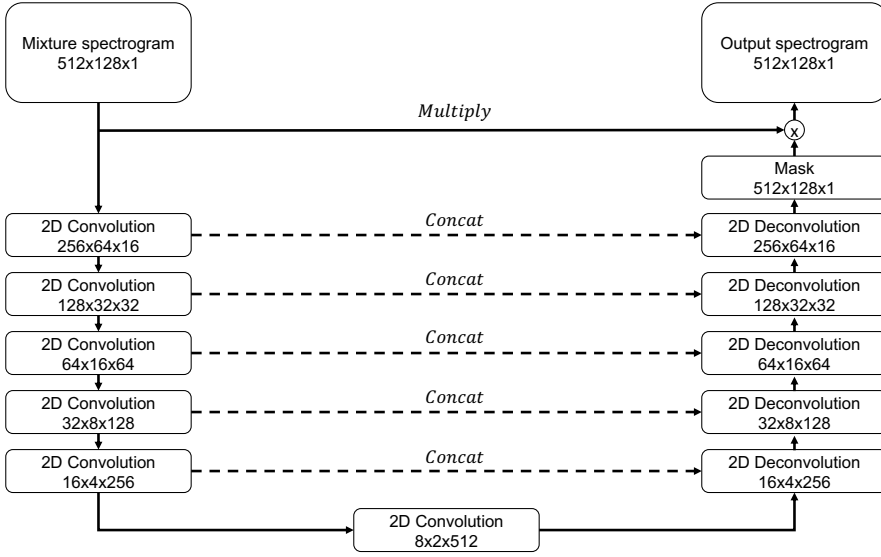 Mixture spectrogram
512x128x1
Output spectrogram
512x128x1
Multiply
x
Mask
512x128x1
2D Convolution
256x64x16
Concat
2D Deconvolution
256x64x16
2D Convolution
128x32x32
Concat
2D Deconvolution
128x32x32
2D Convolution
64x16x64
Concat
2D Deconvolution
64x16x64
2D Convolution
32x8x128
Concat
2D Deconvolution
32x8x128
2D Convolution
16x4x256
Concat
2D Deconvolution
16x4x256
2D Convolution
8x2x512